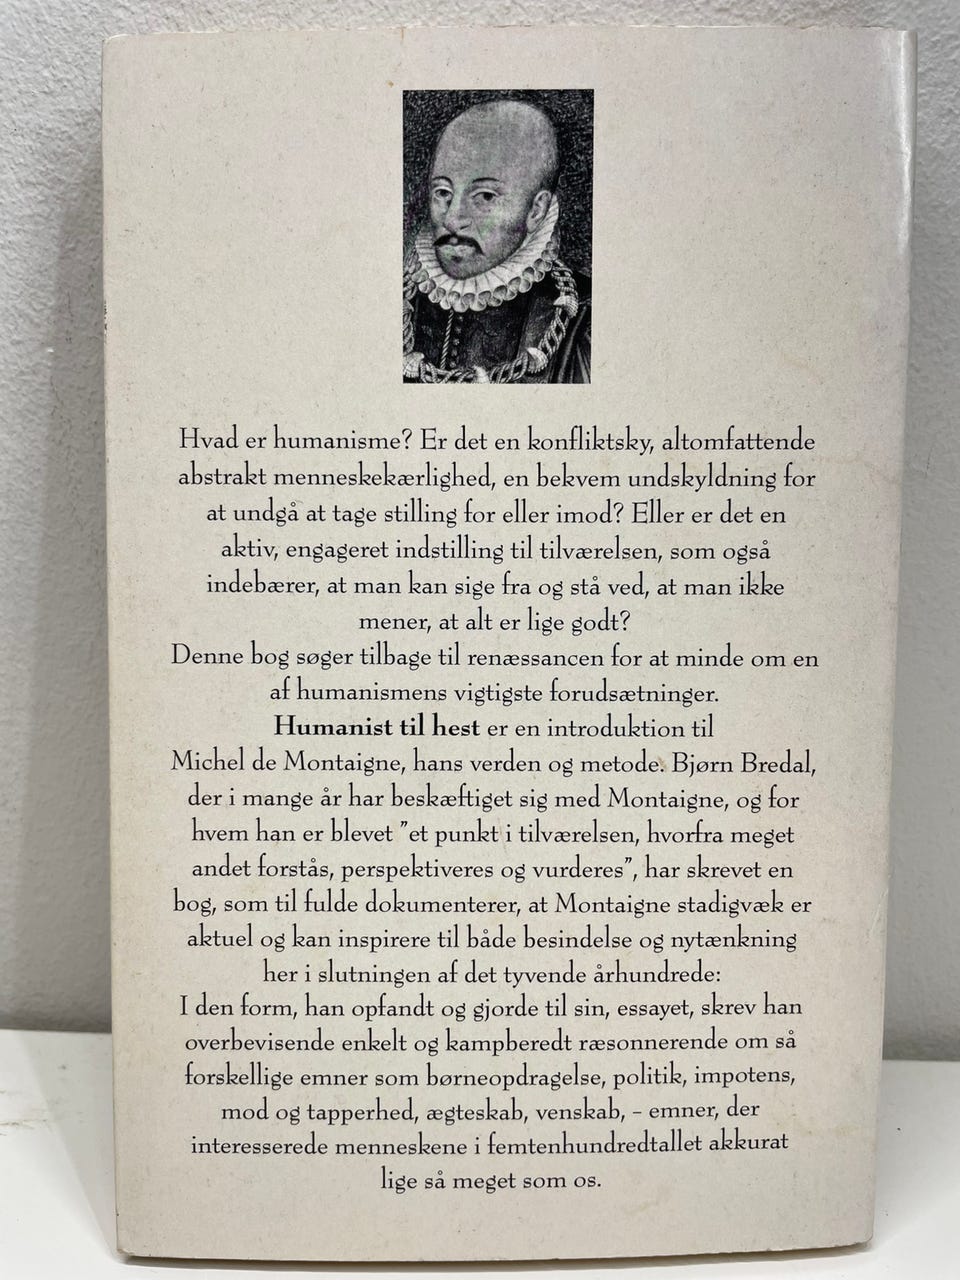 Hvad er humanisme? Er det en konfliktsky, altomfattende
abstrakt menneskekærlighed, en bekvem undskyldning for
at undgå at tage stilling for eller imod? Eller er det en
aktiv, engageret indstilling til tilværelsen, som også
indebærer, at man kan sige fra og stå ved, at man ikke
mener, at alt er lige godt?
Denne bog søger tilbage til renæssancen for at minde om en
af humanismens vigtigste forudsætninger.
Humanist til hest er en introduktion til
Michel de Montaigne, hans verden og metode. Bjørn Bredal,
der i mange år har beskæftiget sig med Montaigne, og for
hvem han er blevet ”et punkt i tilværelsen, hvorfra meget
andet forstås, perspektiveres og vurderes”, har skrevet en
bog, som til fulde dokumenterer, at Montaigne stadigvæk er
aktuel og kan inspirere til både besindelse og nytænkning
her i slutningen af det tyvende århundrede:
I den form, han opfandt og gjorde til sin, essayet, skrev han
overbevisende enkelt og kampberedt ræsonnerende om så
forskellige emner som børneopdragelse, politik, impotens,
mod og tapperhed, ægteskab, venskab, – emner, der
interesserede menneskene i femtenhundredtallet akkurat
lige så meget som os.